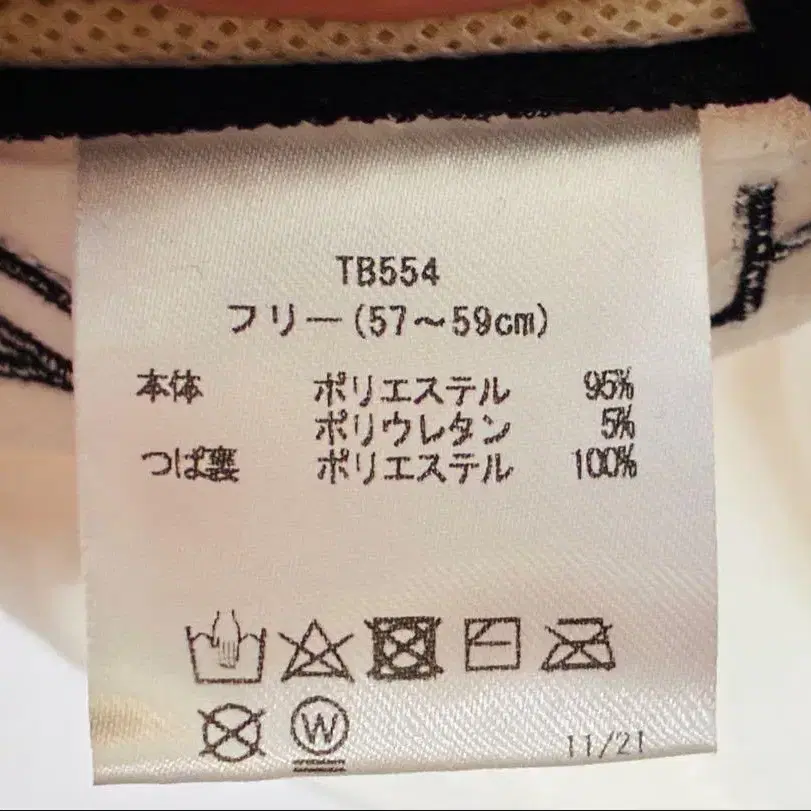 TB554
フリー(57～59cm)
本体 ポリエステル 95%
ポリウレタン 5%
つば裏 ポリエステル 100%
W
11/21